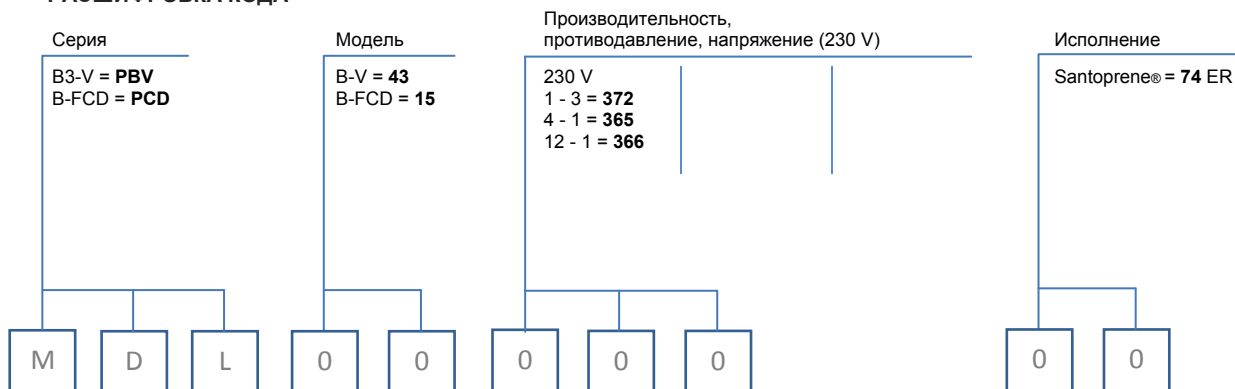 Серия
B3-V = PBV
B-FCD = PCD
Модель
B-V = 43
B-FCD = 15
Производительность,
противодавление, напряжение (230 V)
230 V
1 - 3 = 372
4 - 1 = 365
12 - 1 = 366
Исполнение
Santoprene® = 74 ER
M D L 0 0 0 0 0 0 0